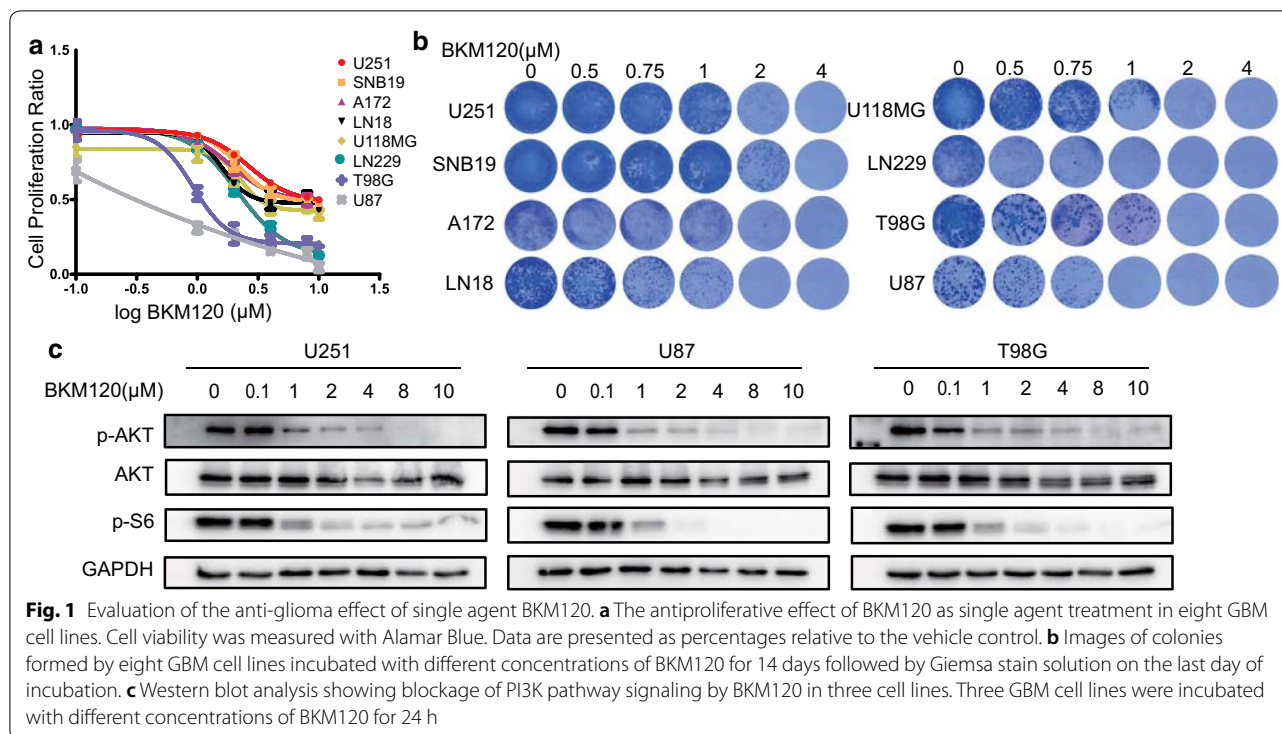 a
1.5
1.0
0.5
0.0
Cell Proliferation Ratio
-1.0 -0.5 0.0 0.5 1.0 1.5
log BKM120 (µM)
U251
SNB19
A172
LN18
U118MG
LN229
T98G
U87
b
BKM120(µM)
0 0.5 0.75 1 2 4
U251
SNB19
A172
LN18
0 0.5 0.75 1 2 4
U118MG
LN229
T98G
U87
c
U251 U87 T98G
BKM120(µM) 0 0.1 1 2 4 8 10 0 0.1 1 2 4 8 10 0 0.1 1 2 4 8 10
p-AKT
AKT
p-S6
GAPDH
Fig. 1 Evaluation of the anti-glioma effect of single agent BKM120. a The antiproliferative effect of BKM120 as single agent treatment in eight GBM
cell lines. Cell viability was measured with Alamar Blue. Data are presented as percentages relative to the vehicle control. b Images of colonies
formed by eight GBM cell lines incubated with different concentrations of BKM120 for 14 days followed by Giemsa stain solution on the last day of
incubation. c Western blot analysis showing blockage of PI3K pathway signaling by BKM120 in three cell lines. Three GBM cell lines were incubated
with different concentrations of BKM120 for 24 h